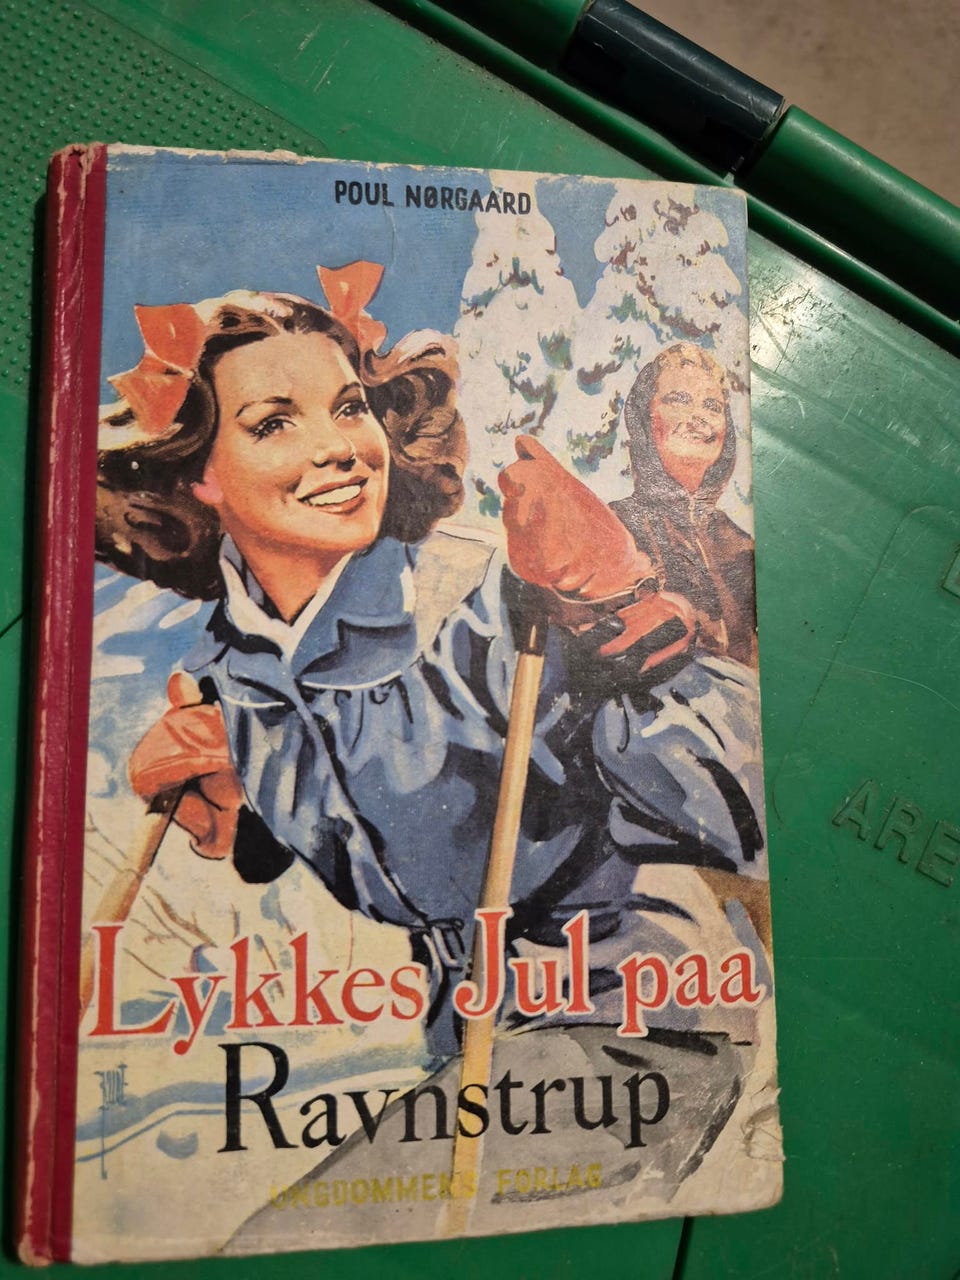 POUL NØRGAARD
Lykkes Jul paa
Ravnstrup
UNGDOMMENS FORLAG
ARE